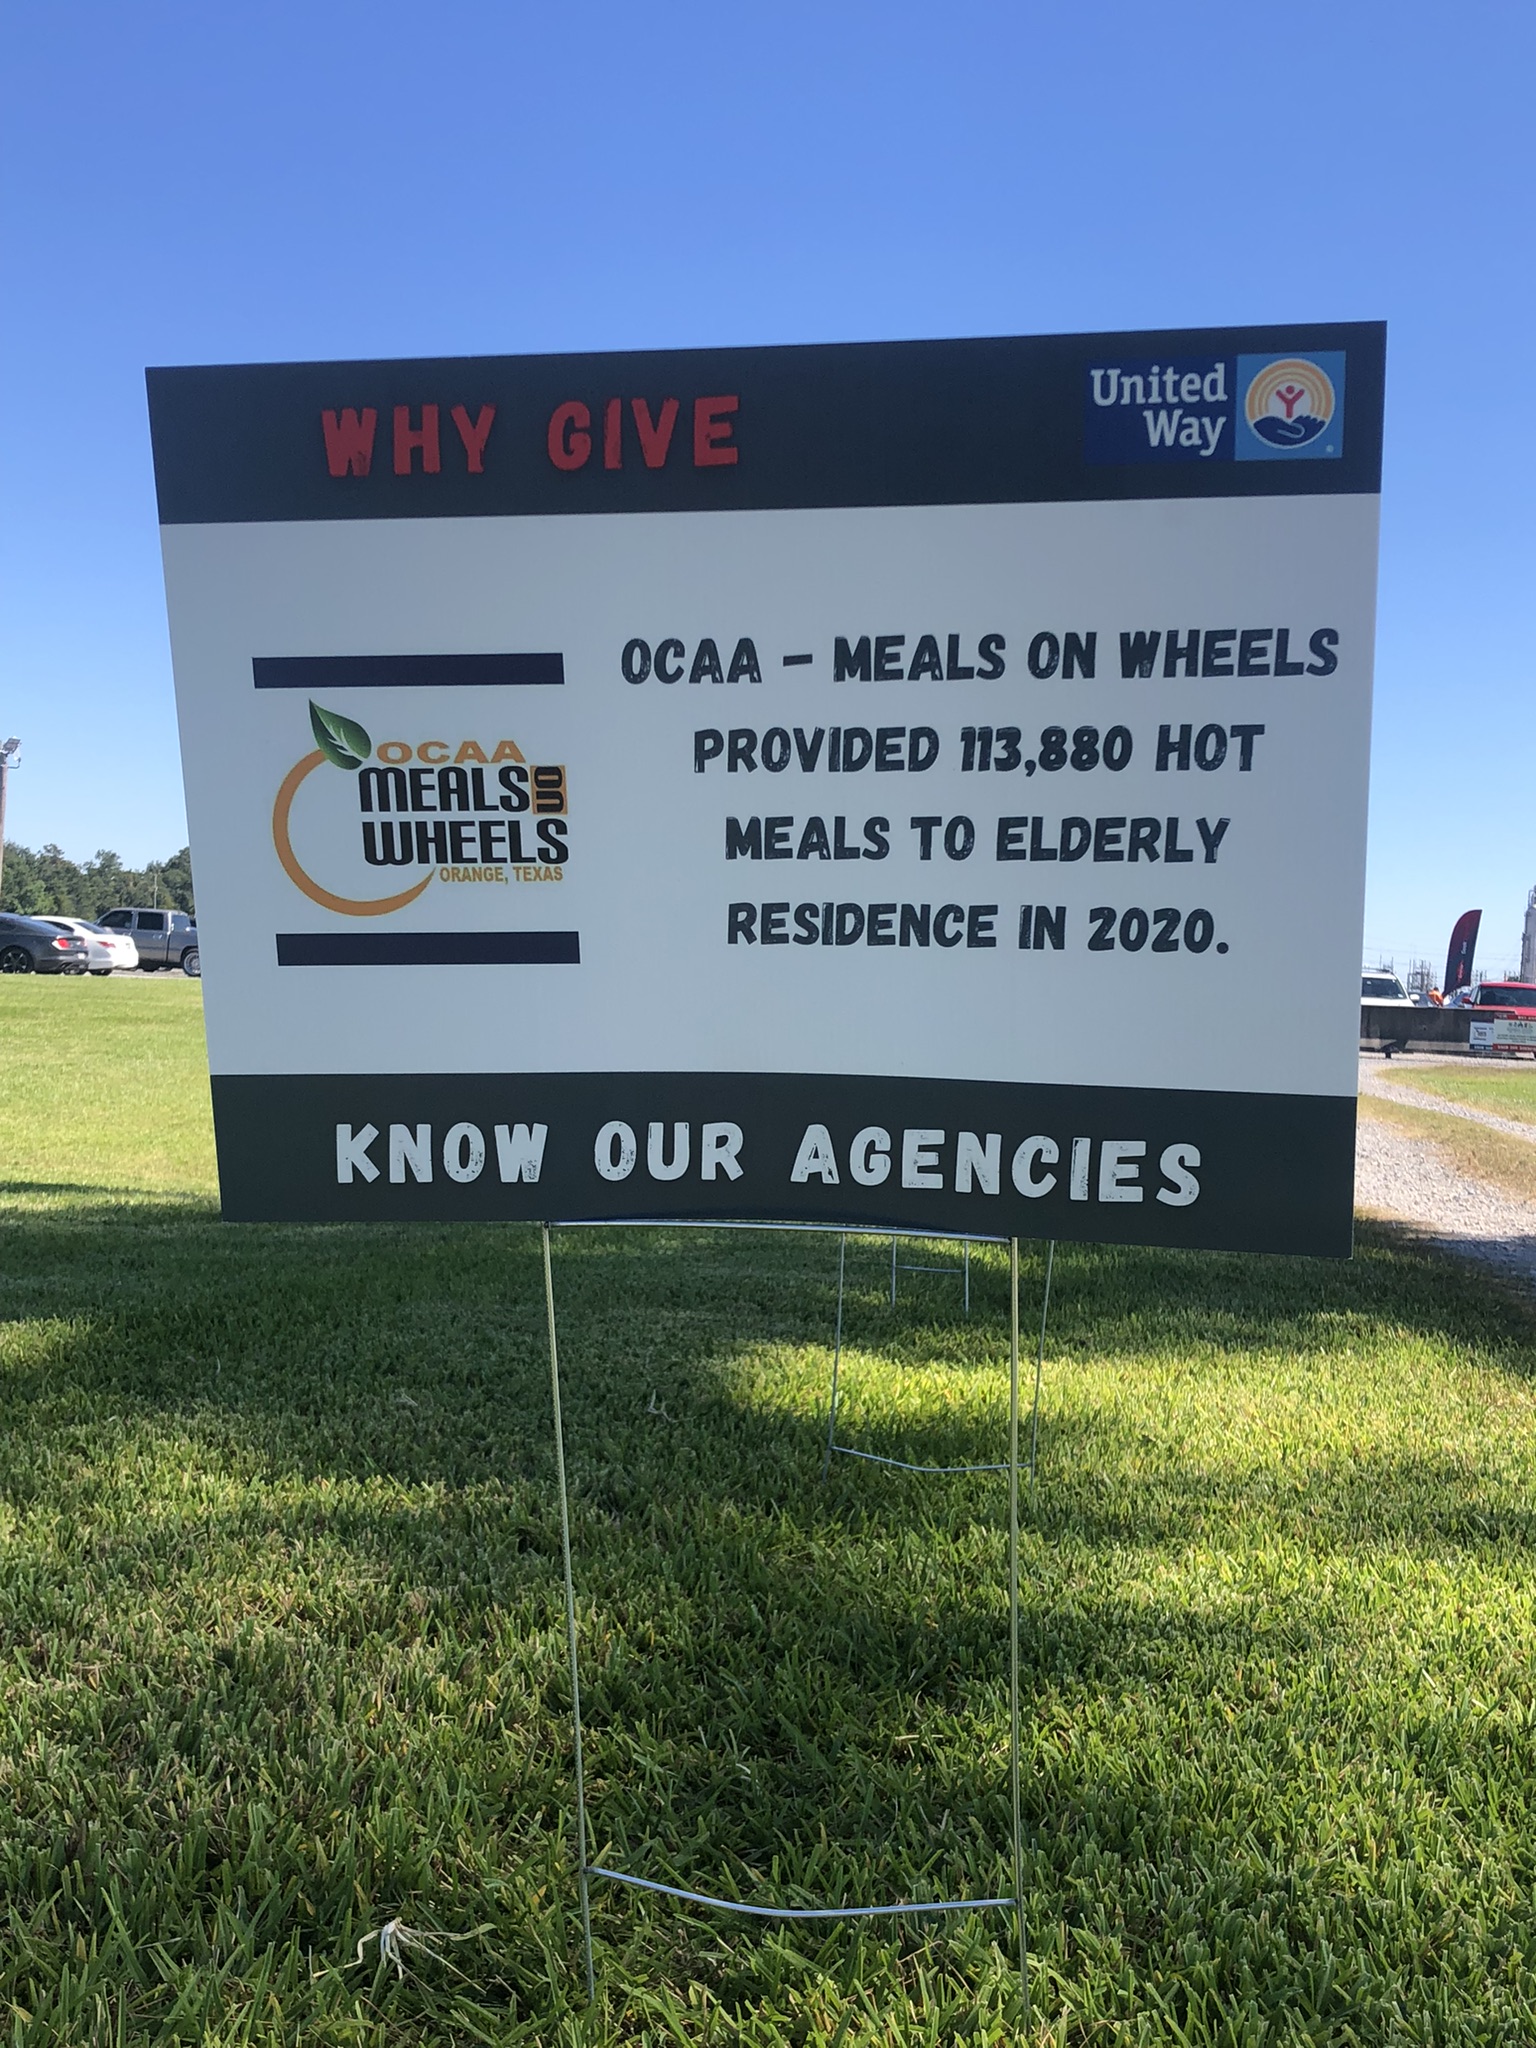 WHY GIVE
United
Way
OCAA
MEALS ON
WHEELS
ORANGE, TEXAS
OCAA - MEALS ON WHEELS
PROVIDED 113,880 HOT
MEALS TO ELDERLY
RESIDENCE IN 2020.
KNOW OUR AGENCIES